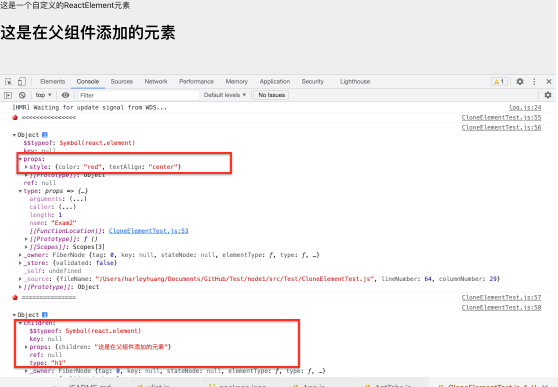 这是一个自定义的ReactElement元素
这是在父组件添加的元素
Elements Console Sources Network Performance Memory Application Security Lighthouse 1
top Filter Default levels No Issues
[HMR] Waiting for update signal from WDS... log.js:24
<<<<<<<<<<<<<<< CloneElementTest.js:55
CloneElementTest.js:56
Object
$$typeof: Symbol(react.element)
key: null
props:
style: {color: "red", textAlign: "center"}
[[Prototype]]: Object
ref: null
type: props => {…}
arguments: (...)
caller: (...)
length: 1
name: "Exam2"
[[FunctionLocation]]: CloneElementTest.js:53
[[Prototype]]: ƒ ()
[[Scopes]]: Scopes[3]
_owner: FiberNode {tag: 0, key: null, stateNode: null, elementType: ƒ, type: ƒ, …}
_store: {validated: false}
_self: undefined
_source: {fileName: "/Users/harleyhuang/Documents/GitHub/Test/node1/src/Test/CloneElementTest.js", lineNumber: 64, columnNumber: 29}
[[Prototype]]: Object
=============== CloneElementTest.js:57
CloneElementTest.js:58
Object
children:
$$typeof: Symbol(react.element)
key: null
props: {children: "这是在父组件添加的元素"}
ref: null
type: "h1"
_owner: FiberNode {tag: 0, key: null, stateNode: null, elementType: ƒ, type: ƒ, …}